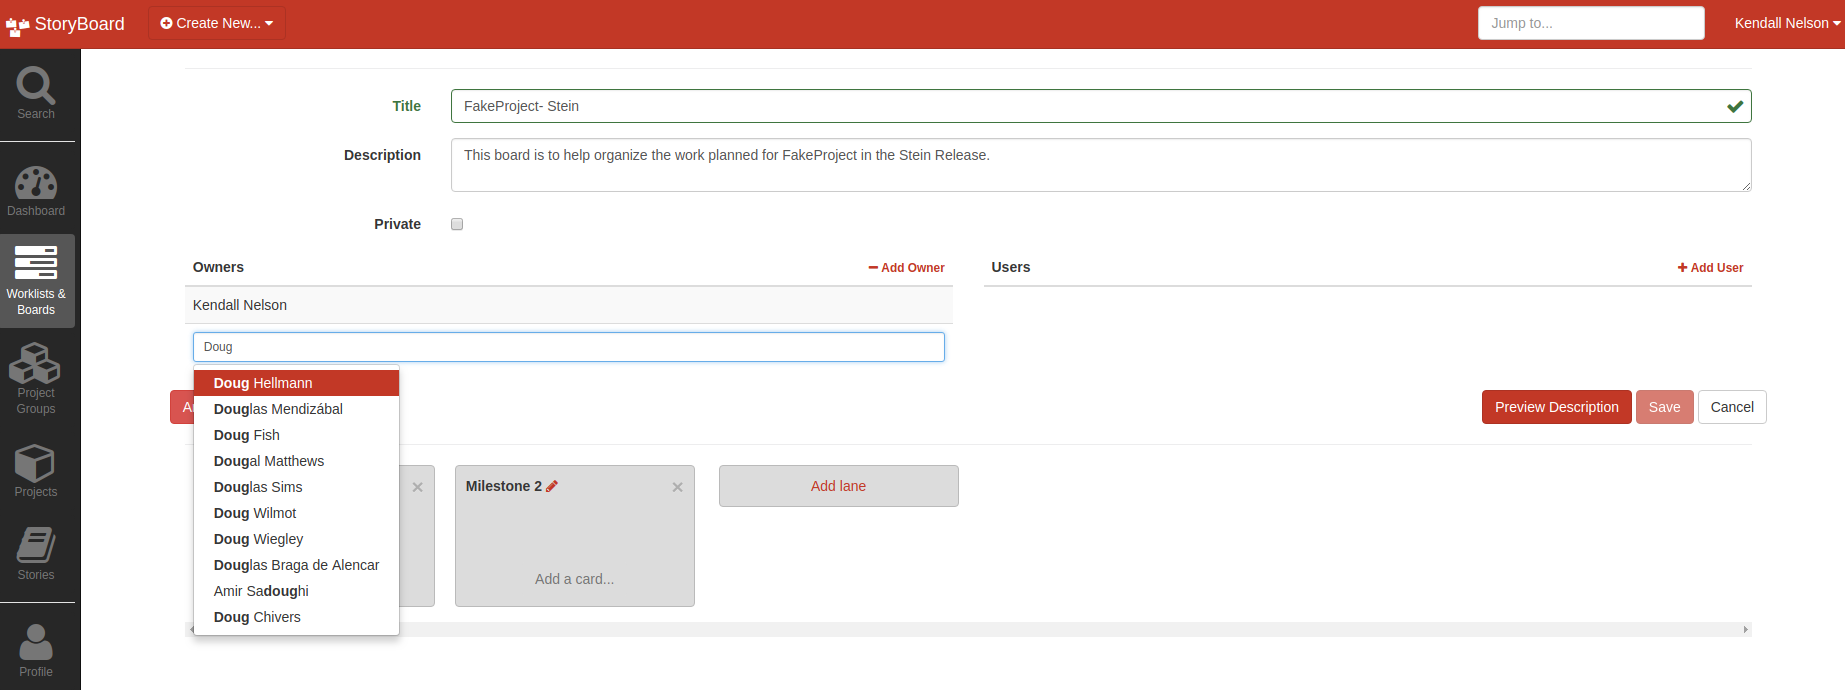 StoryBoard
Create New...
Jump to...
Kendall Nelson
Search
Dashboard
Worklists &
Boards
Project
Groups
Projects
Stories
Profile
Title
FakeProject- Stein
Description
This board is to help organize the work planned for FakeProject in the Stein Release.
Private
Owners
Add Owner
Users
Add User
Kendall Nelson
Doug
Doug Hellmann
Douglas Mendizábal
Doug Fish
Dougal Matthews
Douglas Sims
Doug Wilmot
Doug Wiegley
Douglas Braga de Alencar
Amir Sadoughi
Doug Chivers
Preview Description
Save
Cancel
Milestone 2
Add a card...
Add lane